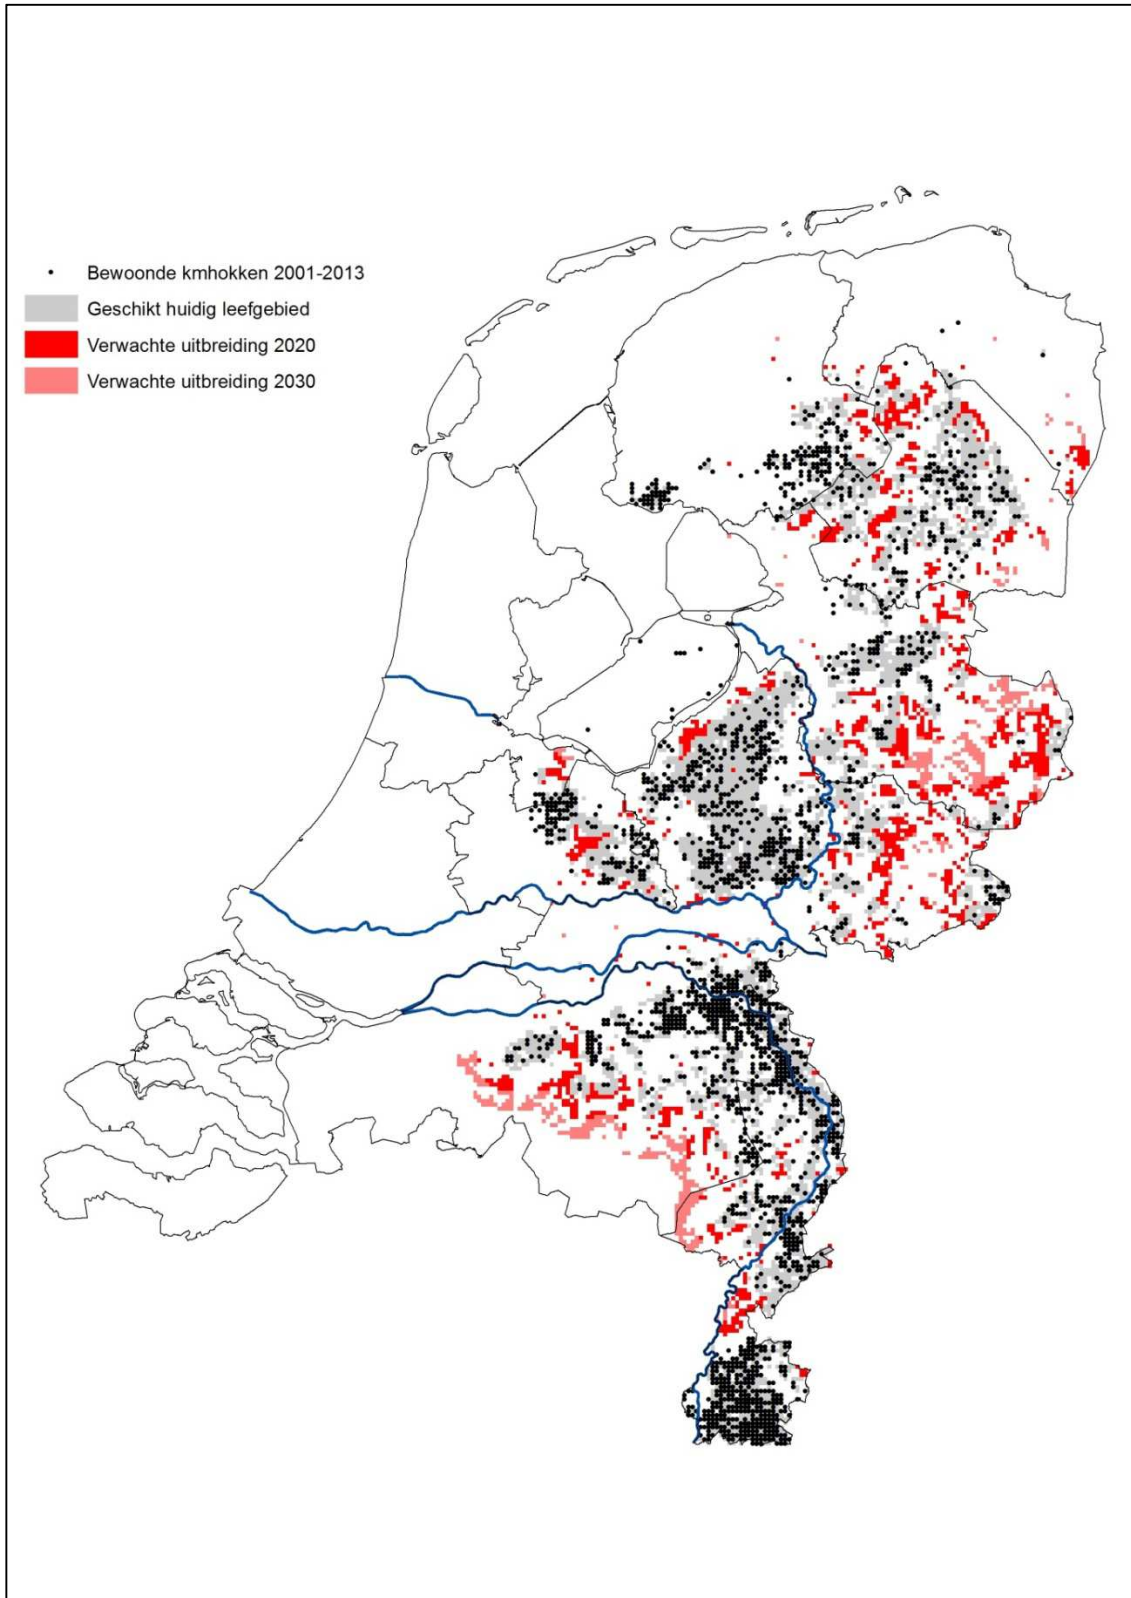 Bewoonde kmhokken 2001-2013
Geschikt huidig leefgebied
Verwachte uitbreiding 2020
Verwachte uitbreiding 2030